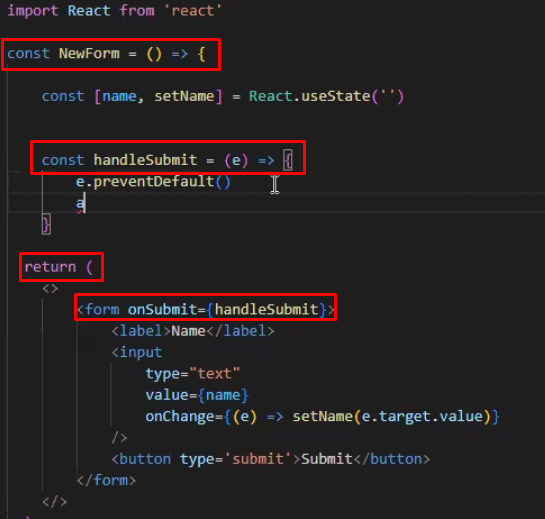 import React from 'react'
const NewForm = () => {
const [name, setName] = React.useState('')
const handleSubmit = (e) => {
e.preventDefault()
a
}
return (
<>
<form onSubmit={handleSubmit}>
<label>Name</label>
<input
type="text"
value={name}
onChange={(e) => setName(e.target.value)}
/>
<button type='submit'>Submit</button>
</form>
</>